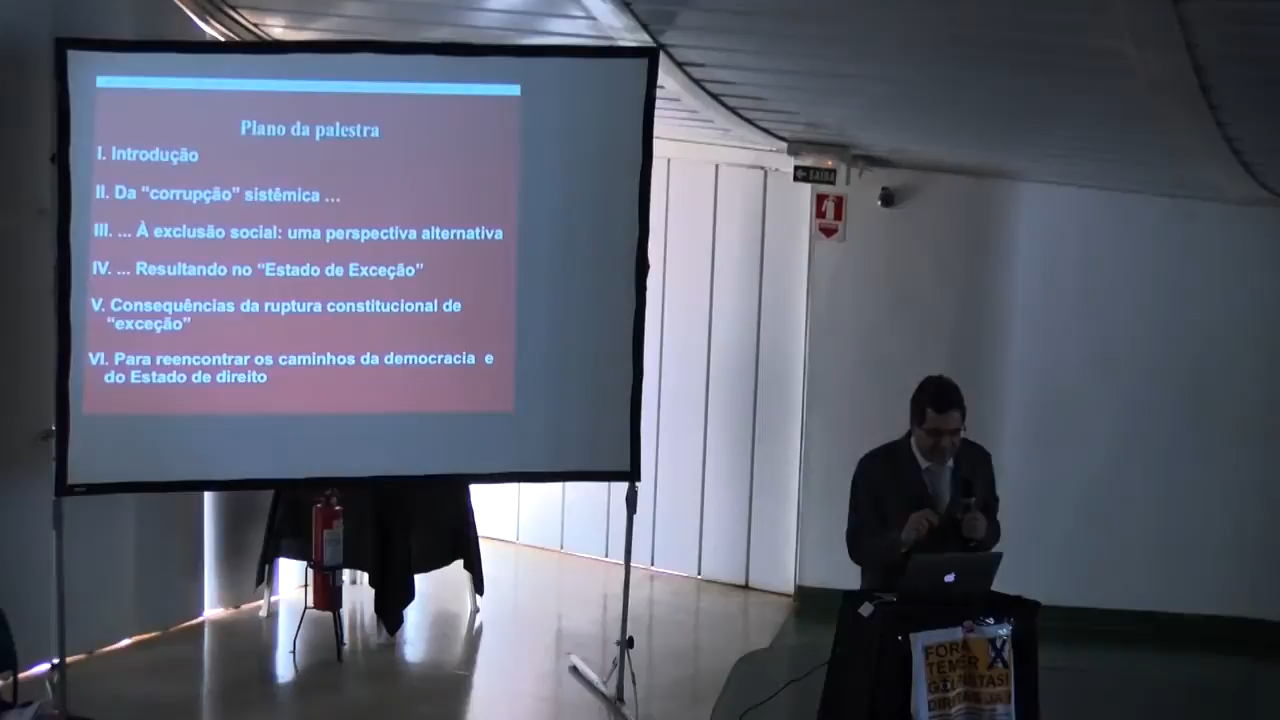 Plano da palestra
I. Introdução
II. Da “corrupção” sistêmica ...
III. ... À exclusão social: uma perspectiva alternativa
IV. ... Resultando no “Estado de Exceção”
V. Consequências da ruptura constitucional de
“exceção”
VI. Para reencontrar os caminhos da democracia e
do Estado de direito
SAÍDA
FORA
TEMER